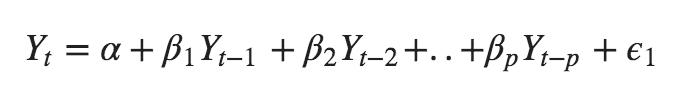 Yₜ = α + β₁Yₜ₋₁ + β₂Yₜ₋₂+..+βₚYₜ₋ₚ + ϵ₁